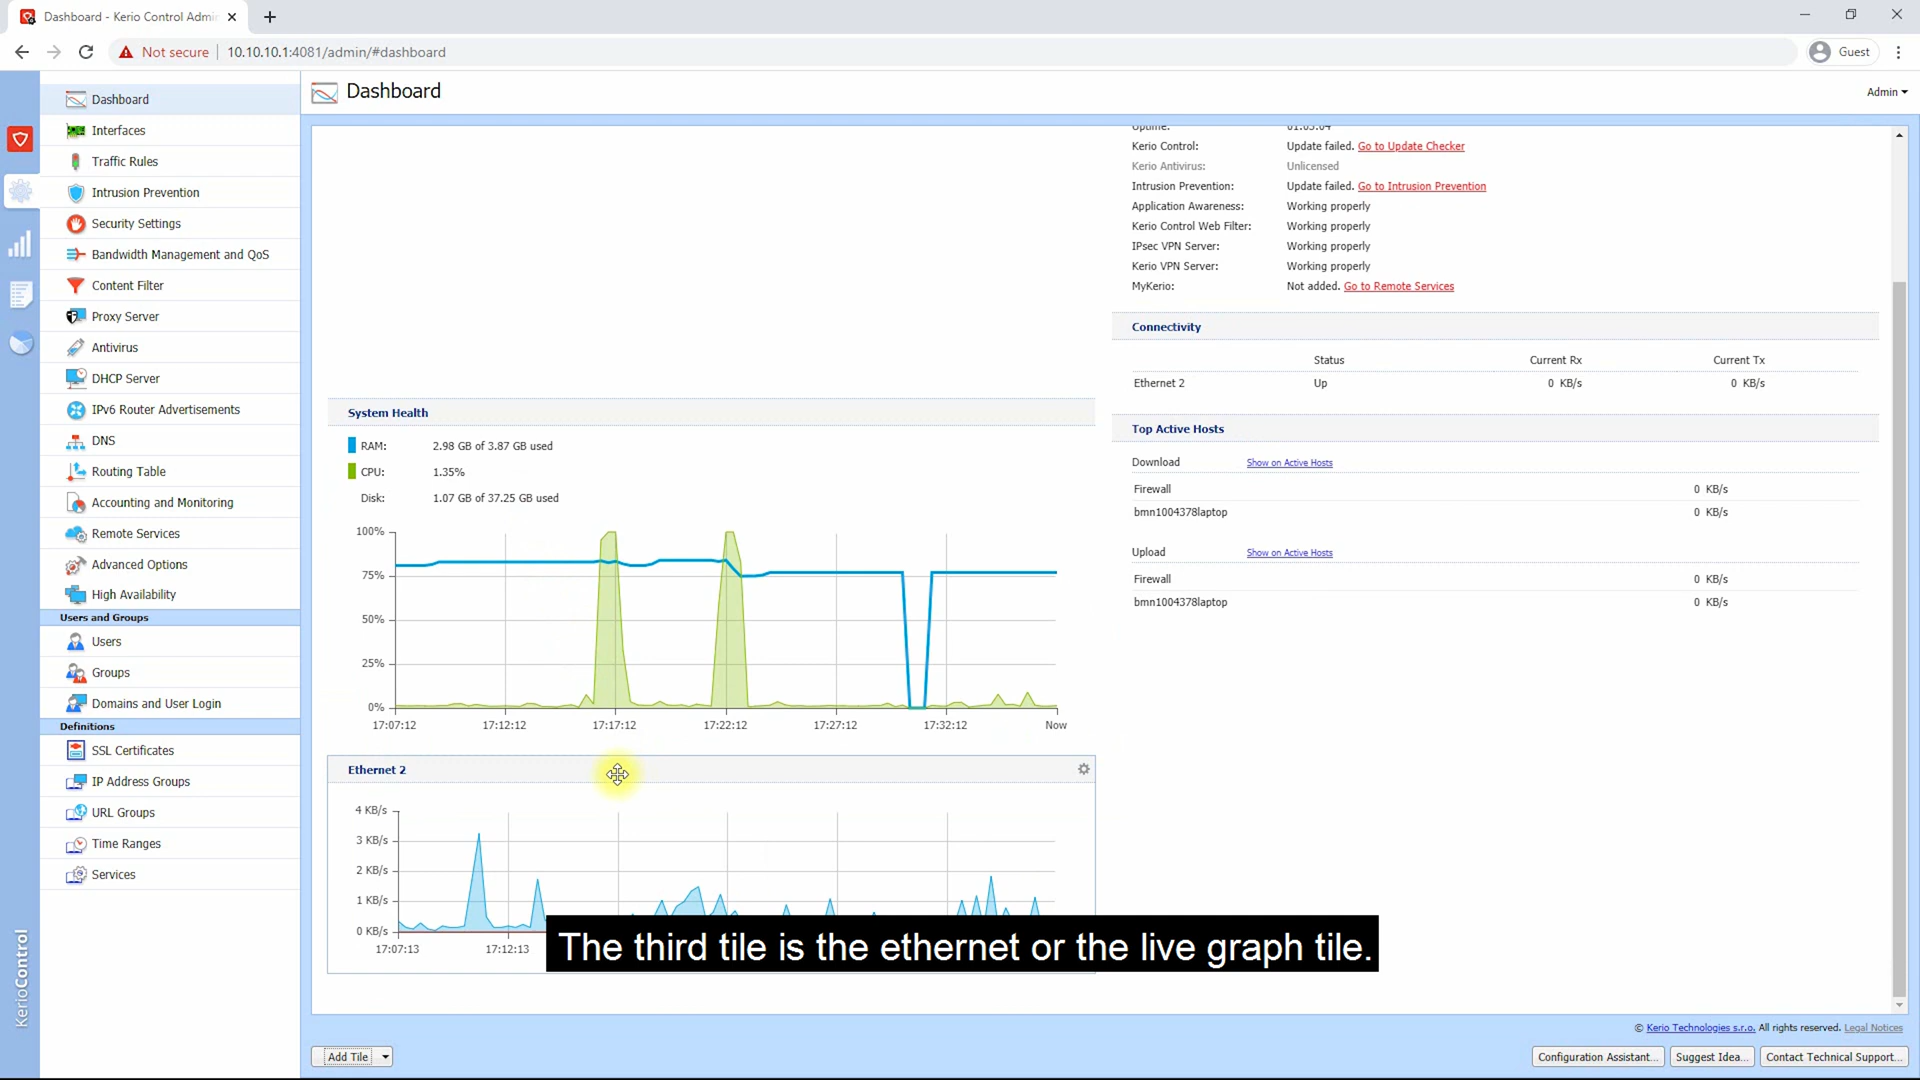 Dashboard - Kerio Control Admin
Not secure
10.10.10.1:4081/admin/#dashboard
Guest
Dashboard
Interfaces
Traffic Rules
Intrusion Prevention
Security Settings
Bandwidth Management and QoS
Content Filter
Proxy Server
Antivirus
DHCP Server
IPv6 Router Advertisements
DNS
Routing Table
Accounting and Monitoring
Remote Services
Advanced Options
High Availability
Users and Groups
Users
Groups
Domains and User Login
Definitions
SSL Certificates
IP Address Groups
URL Groups
Time Ranges
Services
KerioControl
Dashboard
Admin
System Health
RAM: 2.98 GB of 3.87 GB used
CPU: 1.35%
Disk: 1.07 GB of 37.25 GB used
100%
75%
50%
25%
0%
17:07:12 17:12:12 17:17:12 17:22:12 17:27:12 17:32:12 Now
Ethernet 2
4 KB/s
3 KB/s
2 KB/s
1 KB/s
0 KB/s
17:07:13 17:12:13
Uptime: 01:05:04
Kerio Control: Update failed. Go to Update Checker
Kerio Antivirus: Unlicensed
Intrusion Prevention: Update failed. Go to Intrusion Prevention
Application Awareness: Working properly
Kerio Control Web Filter: Working properly
IPsec VPN Server: Working properly
Kerio VPN Server: Working properly
MyKerio: Not added. Go to Remote Services
Connectivity
Status Current Rx Current Tx
Ethernet 2 Up 0 KB/s 0 KB/s
Top Active Hosts
Download Show on Active Hosts
Firewall 0 KB/s
bmn1004378laptop 0 KB/s
Upload Show on Active Hosts
Firewall 0 KB/s
bmn1004378laptop 0 KB/s
The third tile is the ethernet or the live graph tile.
© Kerio Technologies s.r.o. All rights reserved. Legal Notices
Add Tile
Configuration Assistant...
Suggest Idea...
Contact Technical Support...